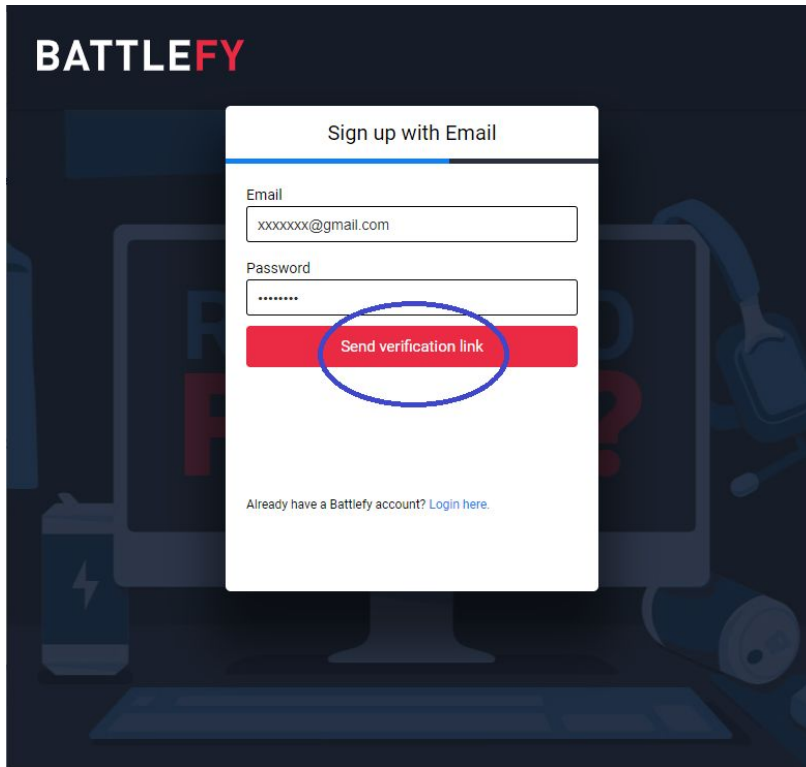 BATTLEFY
Sign up with Email
Email
xxxxxxx@gmail.com
Password
••••••••
Send verification link
Already have a Battlefy account? Login here.